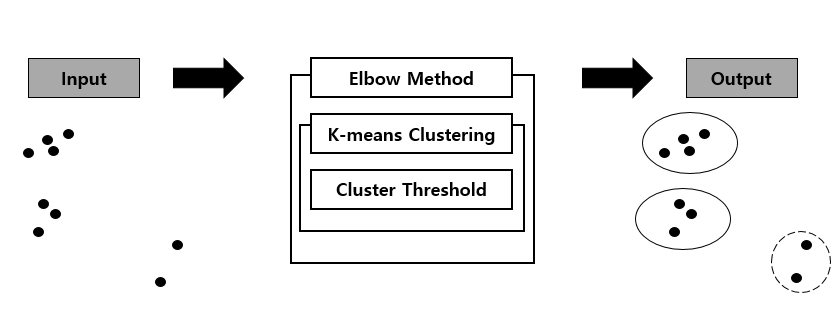 Input
Elbow Method
Output
K-means Clustering
Cluster Threshold